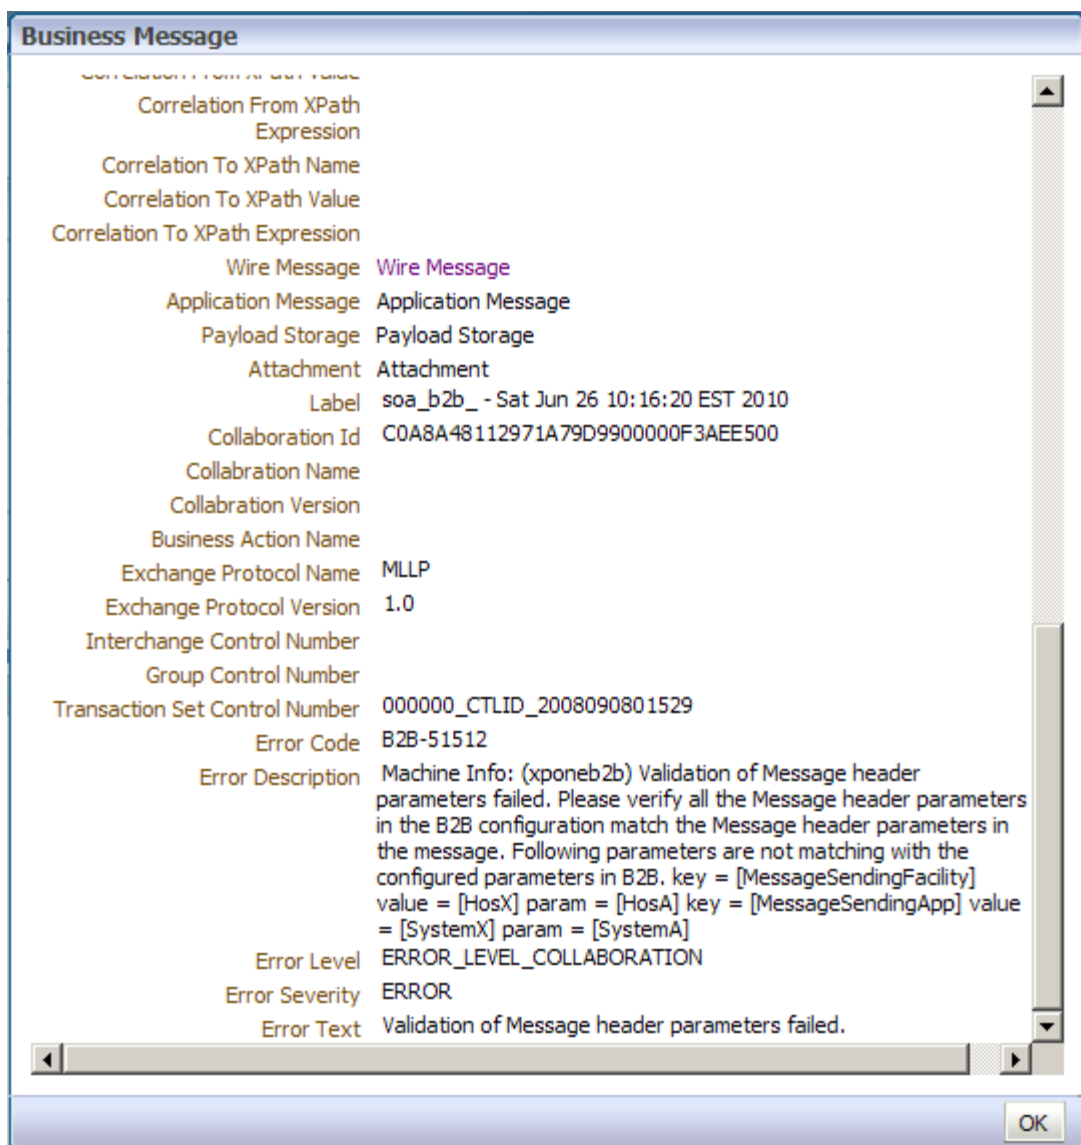 Business Message
Correlation From XPath Value
Correlation From XPath
Expression
Correlation To XPath Name
Correlation To XPath Value
Correlation To XPath Expression
Wire Message Wire Message
Application Message Application Message
Payload Storage Payload Storage
Attachment Attachment
Label soa_b2b_ - Sat Jun 26 10:16:20 EST 2010
Collaboration Id C0A8A48112971A79D9900000F3AEE500
Collabration Name
Collabration Version
Business Action Name
Exchange Protocol Name MLLP
Exchange Protocol Version 1.0
Interchange Control Number
Group Control Number
Transaction Set Control Number 000000_CTLID_2008090801529
Error Code B2B-51512
Error Description Machine Info: (xponeb2b) Validation of Message header
parameters failed. Please verify all the Message header parameters
in the B2B configuration match the Message header parameters in
the message. Following parameters are not matching with the
configured parameters in B2B. key = [MessageSendingFacility]
value = [HosX] param = [HosA] key = [MessageSendingApp] value
= [SystemX] param = [SystemA]
Error Level ERROR_LEVEL_COLLABORATION
Error Severity ERROR
Error Text Validation of Message header parameters failed.
OK